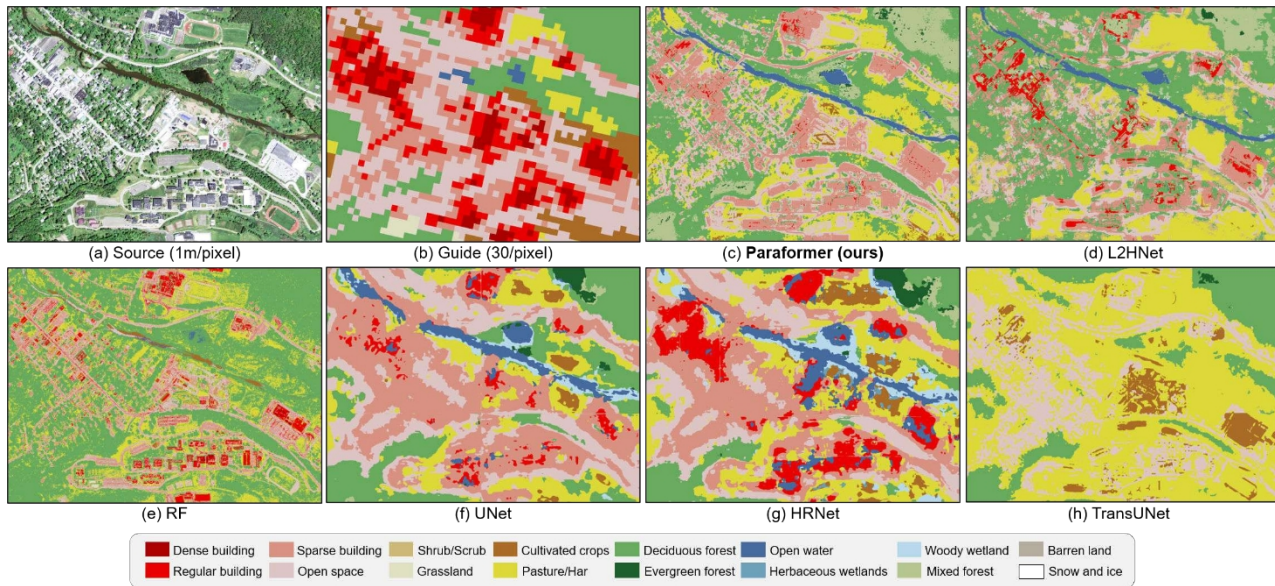 (a) Source (1m/pixel)
(b) Guide (30/pixel)
(c) Paraformer (ours)
(d) L2HNet
(e) RF
(f) UNet
(g) HRNet
(h) TransUNet
Dense building
Sparse building
Shrub/Scrub
Cultivated crops
Deciduous forest
Open water
Woody wetland
Barren land
Regular building
Open space
Grassland
Pasture/Har
Evergreen forest
Herbaceous wetlands
Mixed forest
Snow and ice